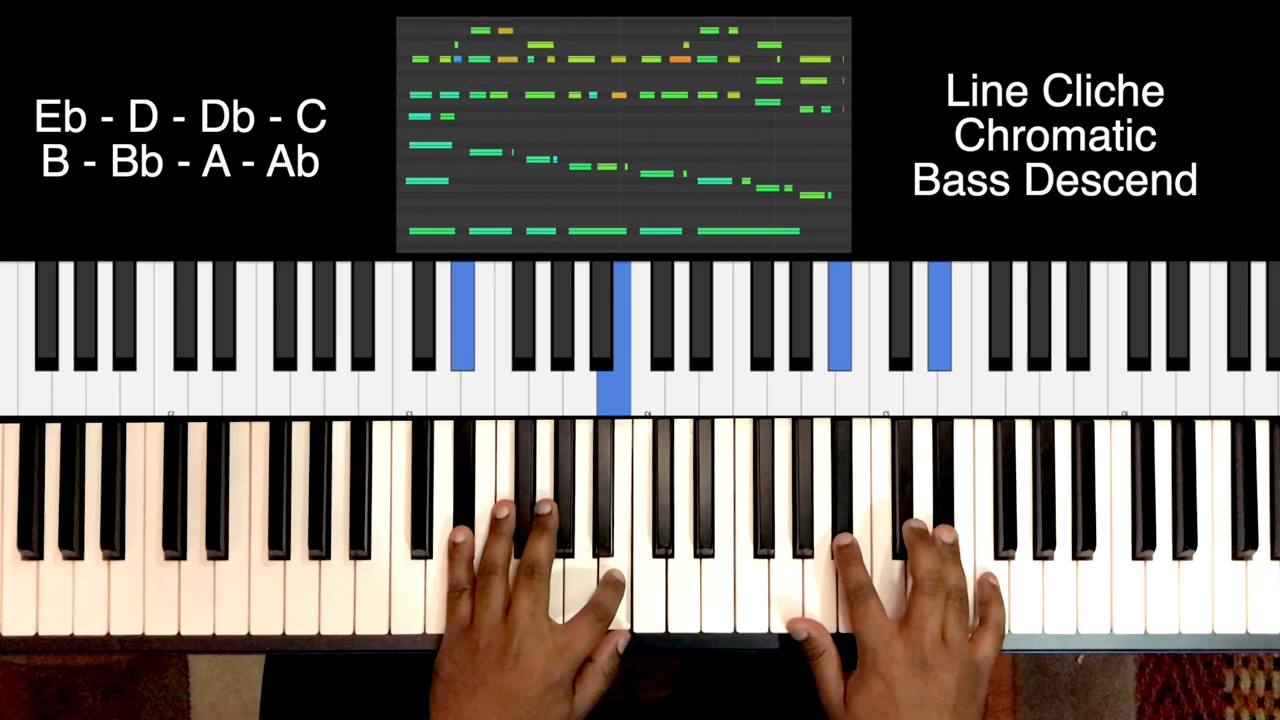 Eb - D - Db - C
B - Bb - A - Ab
Line Cliche
Chromatic
Bass Descend